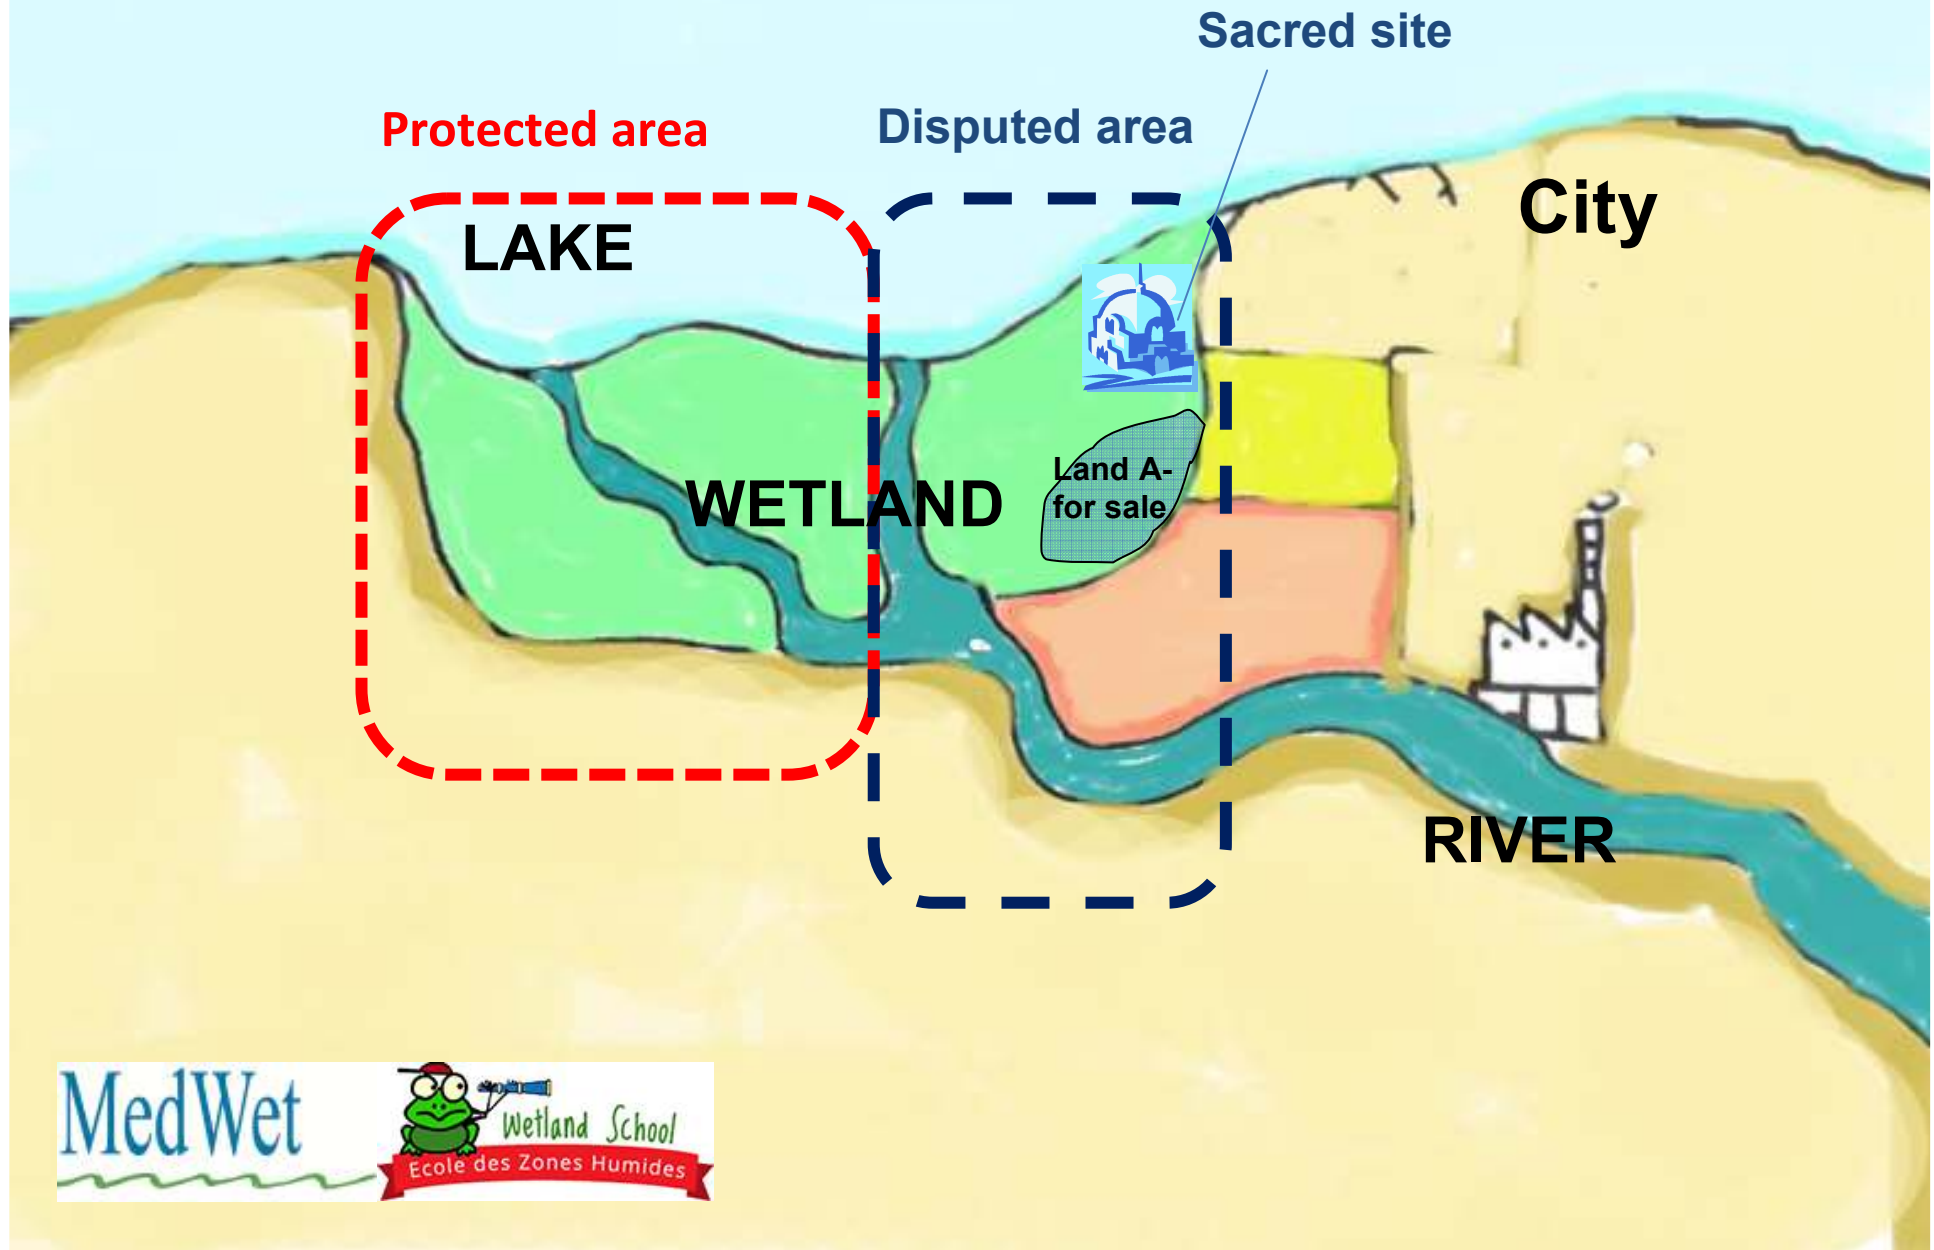 Sacred site
Protected area
Disputed area
City
LAKE
Land A-
for sale
WETLAND
RIVER
MedWet
Wetland School
Ecole des Zones Humides